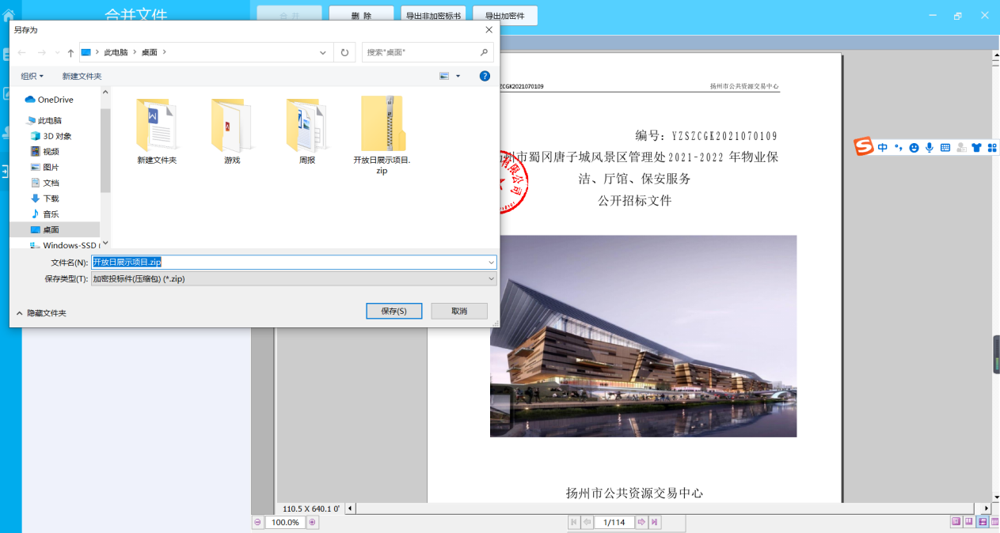 合并文件
合 并
删 除
导出非加密标书
导出加密件
另存为
此电脑
桌面
搜索"桌面"
组织
新建文件夹
OneDrive
此电脑
3D 对象
视频
图片
文档
下载
音乐
桌面
Windows-SSD (
新建文件夹
游戏
周报
开放日展示项目.
zip
文件名(N):
开放日展示项目.zip
保存类型(T):
加密投标件(压缩包) (*.zip)
隐藏文件夹
保存(S)
取消
ZCGK2021070109
扬州市公共资源交易中心
编号：YZSZCGK2021070109
州市蜀冈唐子城风景区管理处 2021-2022 年物业保
洁、厅馆、保安服务
公开招标文件
有限公司
扬州市公共资源交易中心
中
110.5 X 640.1 0'
100.0%
1/114